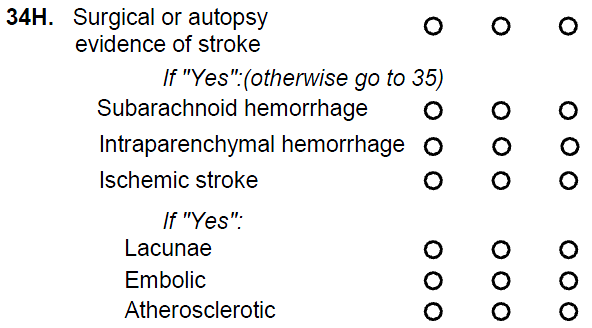 34H. Surgical or autopsy
evidence of stroke
If "Yes":(otherwise go to 35)
Subarachnoid hemorrhage
Intraparenchymal hemorrhage
Ischemic stroke
If "Yes":
Lacunae
Embolic
Atherosclerotic